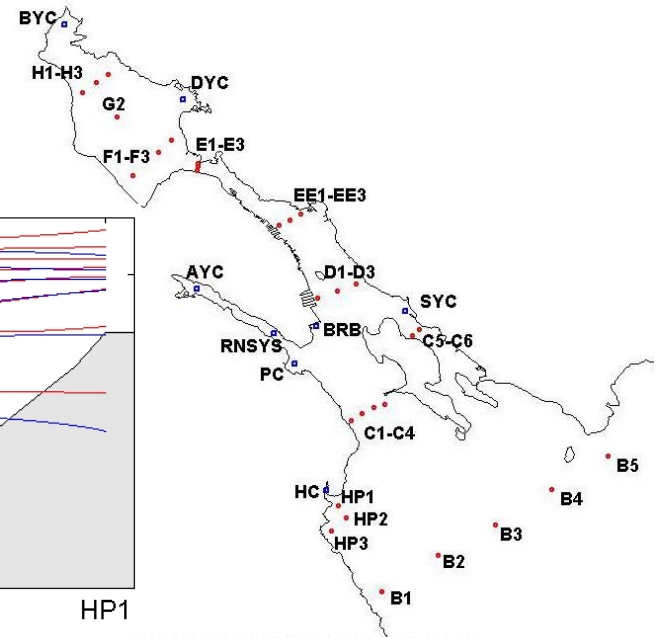 BYC
H1-H3
DYC
G2
E1-E3
F1-F3
EE1-EE3
AYC
D1-D3
SYC
BRB
RNSYS
C5-C6
PC
C1-C4
B5
HC
HP1
B4
HP2
B3
HP3
B2
B1
HP1